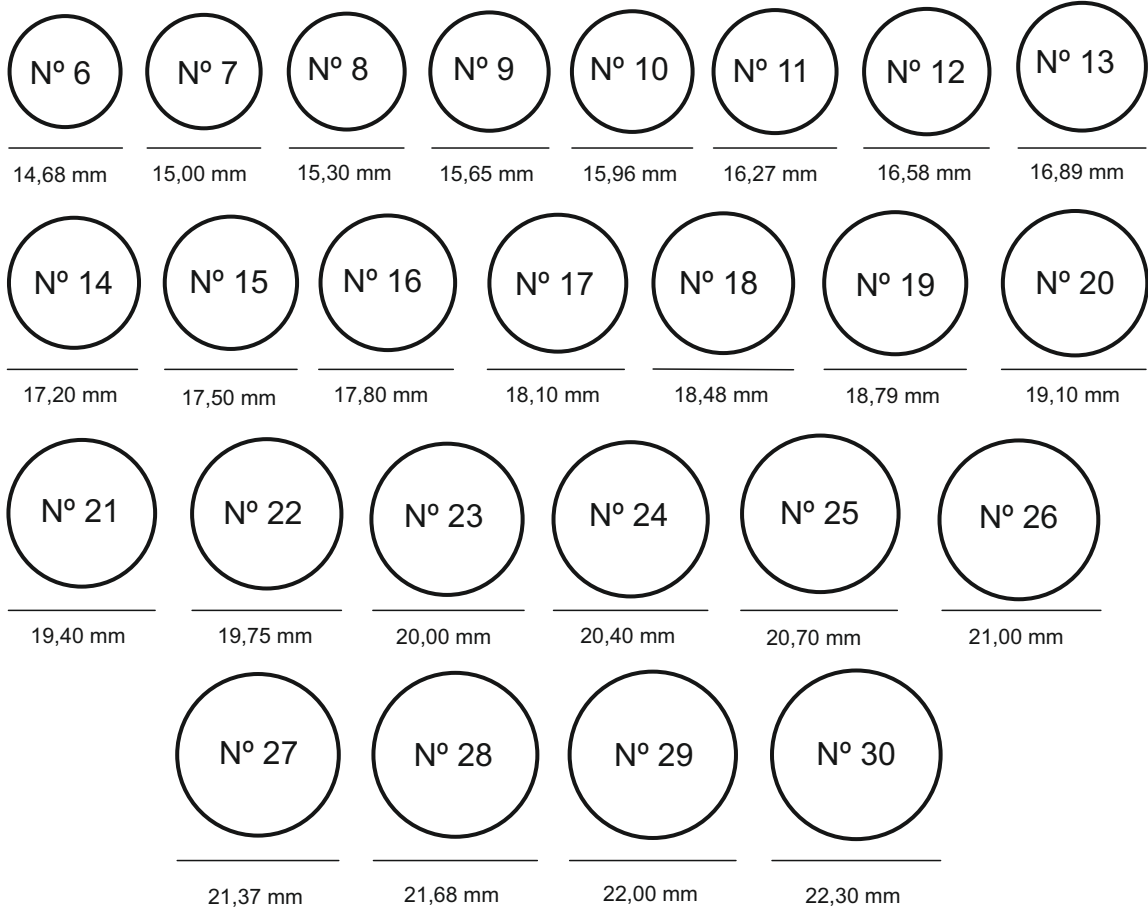 Nº 6 Nº 7 Nº 8 Nº 9 Nº 10 Nº 11 Nº 12 Nº 13
14,68 mm 15,00 mm 15,30 mm 15,65 mm 15,96 mm 16,27 mm 16,58 mm 16,89 mm
Nº 14 Nº 15 Nº 16 Nº 17 Nº 18 Nº 19 Nº 20
17,20 mm 17,50 mm 17,80 mm 18,10 mm 18,48 mm 18,79 mm 19,10 mm
Nº 21 Nº 22 Nº 23 Nº 24 Nº 25 Nº 26
19,40 mm 19,75 mm 20,00 mm 20,40 mm 20,70 mm 21,00 mm
Nº 27 Nº 28 Nº 29 Nº 30
21,37 mm 21,68 mm 22,00 mm 22,30 mm